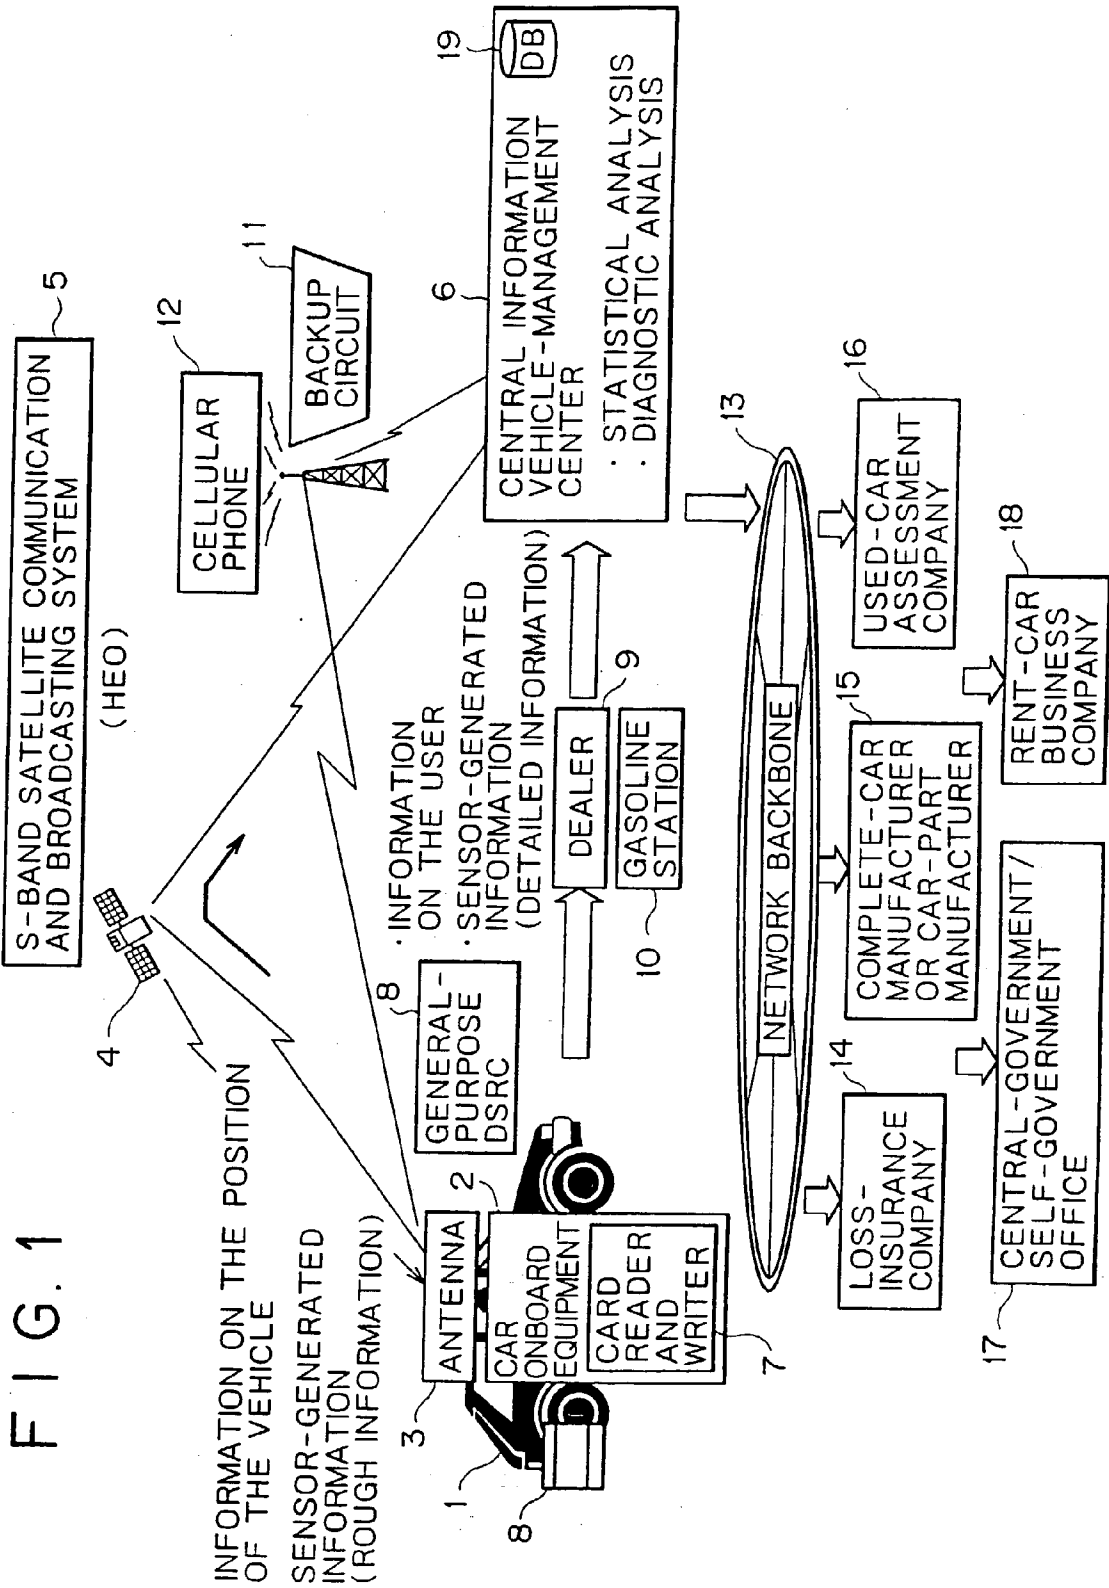 FIG. 1
S-BAND SATELLITE COMMUNICATION
AND BROADCASTING SYSTEM
5
(HEO)
4
12
CELLULAR
PHONE
11
BACKUP
CIRCUIT
INFORMATION ON THE POSITION
OF THE VEHICLE
SENSOR-GENERATED
INFORMATION
(ROUGH INFORMATION)
3
ANTENNA
1
8
2
CAR
ONBOARD
EQUIPMENT
CARD
READER
AND
WRITER
7
8
GENERAL-
PURPOSE
DSRC
· INFORMATION
ON THE USER
· SENSOR-GENERATED
INFORMATION
(DETAILED INFORMATION)
DEALER
9
GASOLINE
STATION
10
6
19
DB
CENTRAL INFORMATION
VEHICLE-MANAGEMENT
CENTER
: STATISTICAL ANALYSIS
· DIAGNOSTIC ANALYSIS
13
NETWORK BACKBONE
14
LOSS-
INSURANCE
COMPANY
15
COMPLETE-CAR
MANUFACTURER
OR CAR-PART
MANUFACTURER
16
USED-CAR
ASSESSMENT
COMPANY
17
CENTRAL-GOVERNMENT/
SELF-GOVERNMENT
OFFICE
18
RENT-CAR
BUSINESS
COMPANY